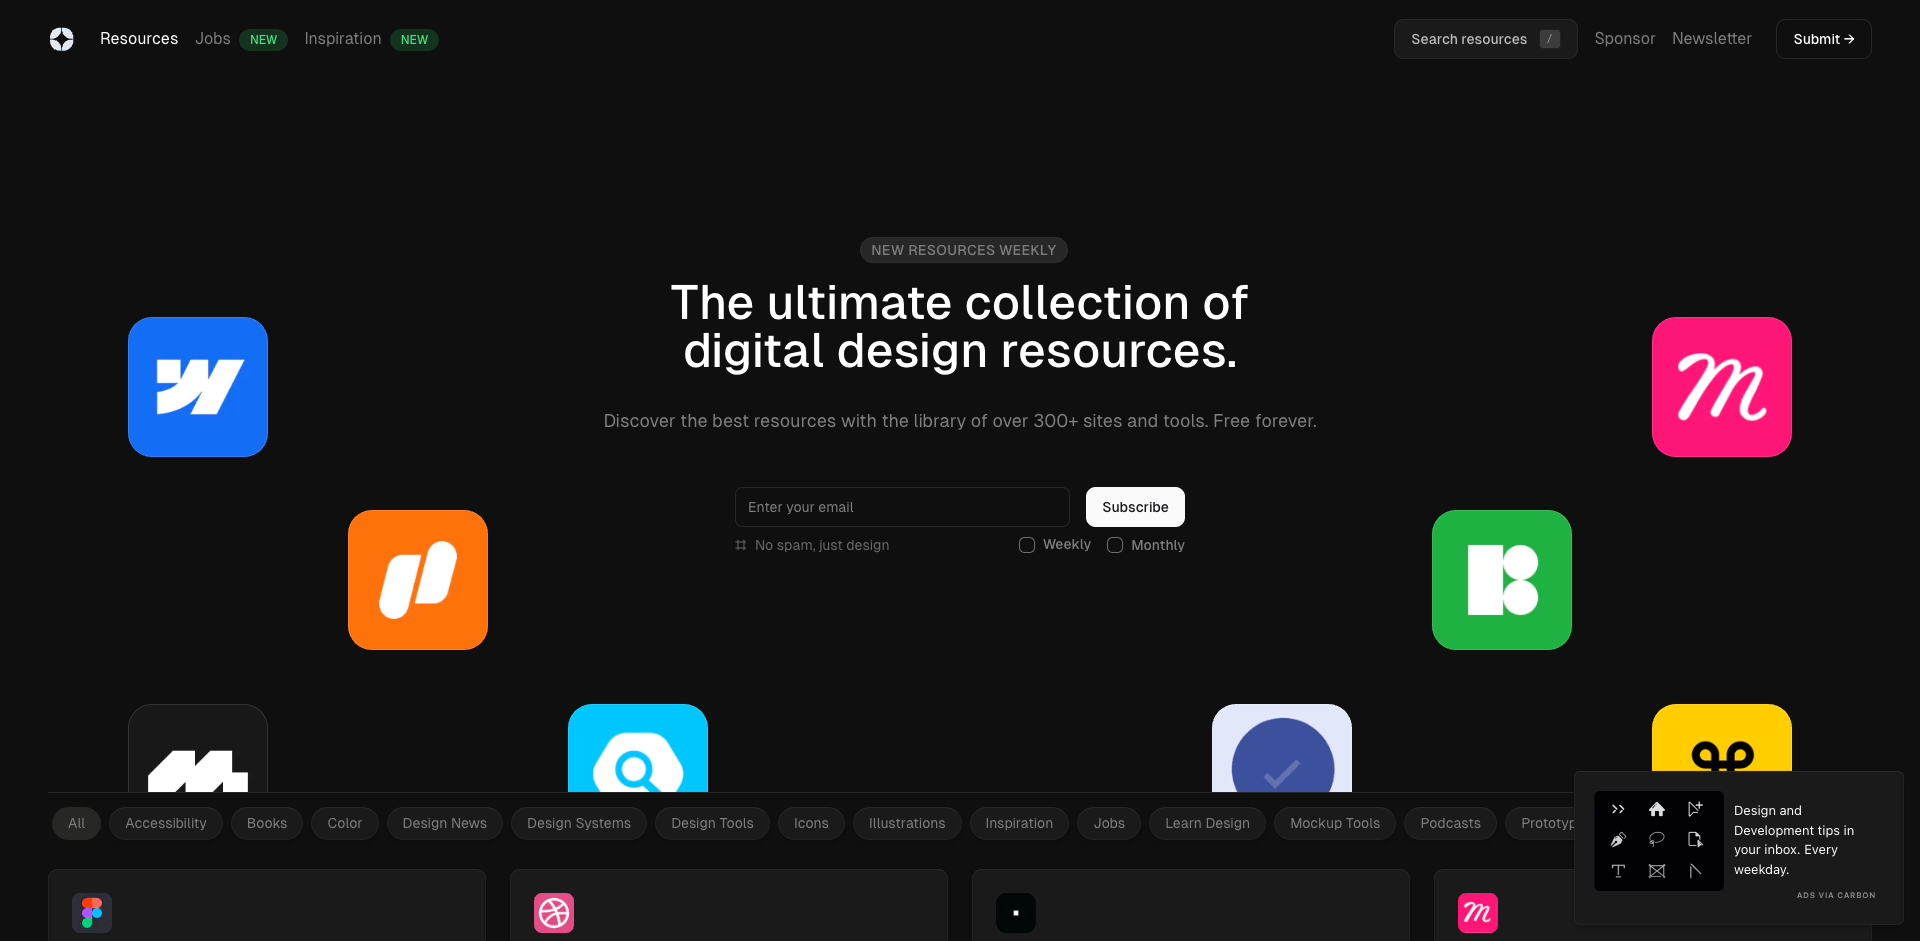 Resources Jobs NEW Inspiration NEW
Search resources / Sponsor Newsletter Submit →
NEW RESOURCES WEEKLY
The ultimate collection of
digital design resources.
Discover the best resources with the library of over 300+ sites and tools. Free forever.
Enter your email Subscribe
No spam, just design Weekly Monthly
All Accessibility Books Color Design News Design Systems Design Tools Icons Illustrations Inspiration Jobs Learn Design Mockup Tools Podcasts Prototyp
Design and
Development tips in
your inbox. Every
weekday.
ADS VIA CARBON